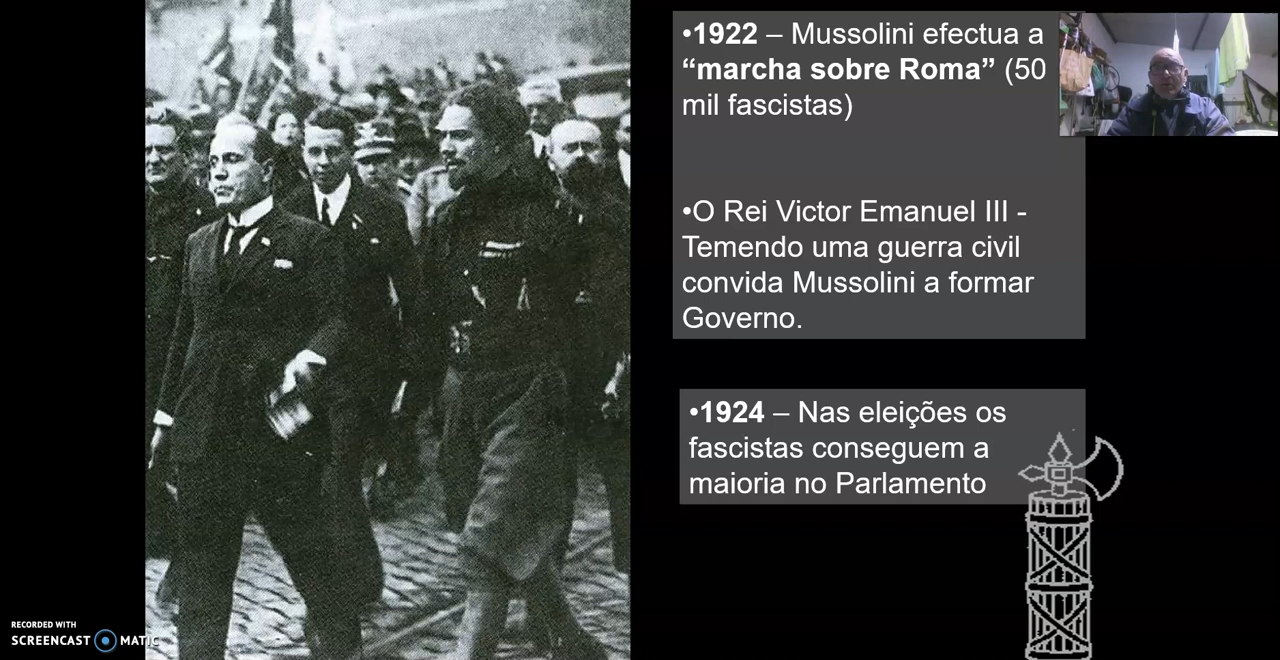 •1922 – Mussolini efectua a
“marcha sobre Roma” (50
mil fascistas)
•O Rei Victor Emanuel III -
Temendo uma guerra civil
convida Mussolini a formar
Governo.
•1924 – Nas eleições os
fascistas conseguem a
maioria no Parlamento
RECORDED WITH
SCREENCAST MATIC